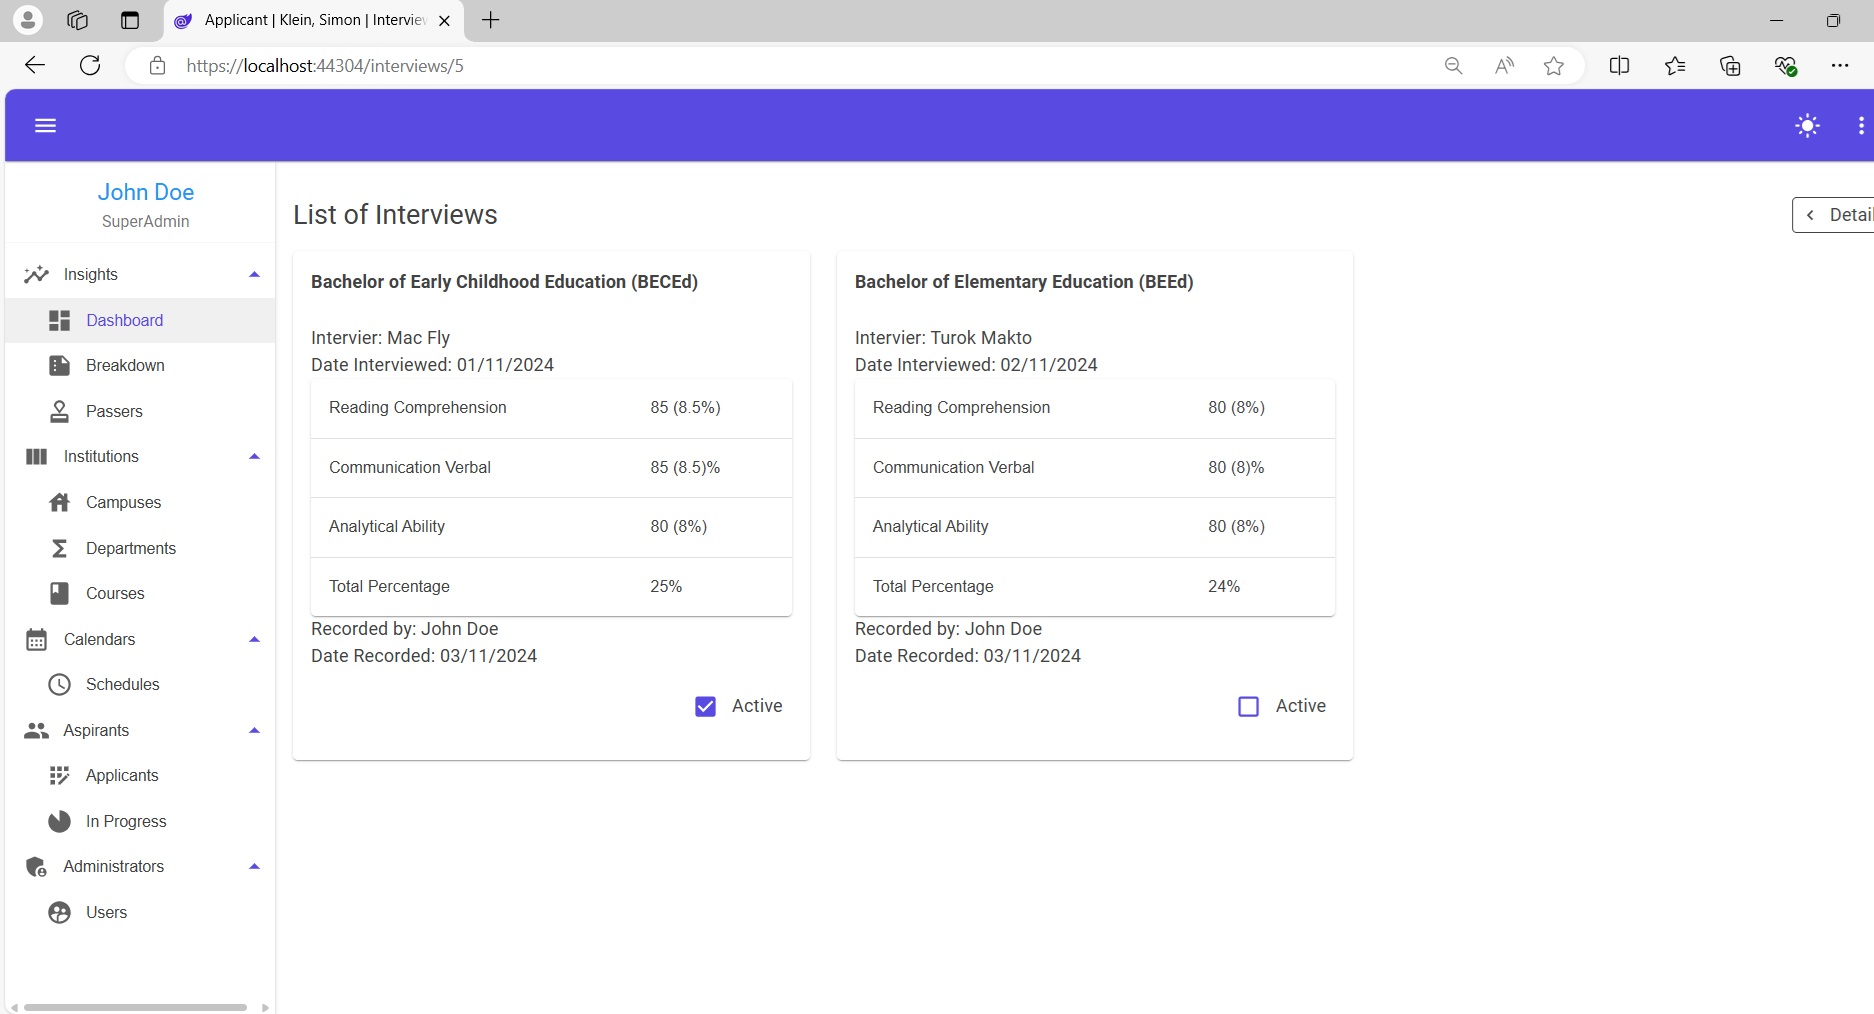 Applicant | Klein, Simon | Interview
https://localhost:44304/interviews/5
John Doe
SuperAdmin
Insights
Dashboard
Breakdown
Passers
Institutions
Campuses
Departments
Courses
Calendars
Schedules
Aspirants
Applicants
In Progress
Administrators
Users
List of Interviews
Detail
Bachelor of Early Childhood Education (BECEd)
Intervier: Mac Fly
Date Interviewed: 01/11/2024
Reading Comprehension 85 (8.5%)
Communication Verbal 85 (8.5)%
Analytical Ability 80 (8%)
Total Percentage 25%
Recorded by: John Doe
Date Recorded: 03/11/2024
Active
Bachelor of Elementary Education (BEEd)
Intervier: Turok Makto
Date Interviewed: 02/11/2024
Reading Comprehension 80 (8%)
Communication Verbal 80 (8)%
Analytical Ability 80 (8%)
Total Percentage 24%
Recorded by: John Doe
Date Recorded: 03/11/2024
Active